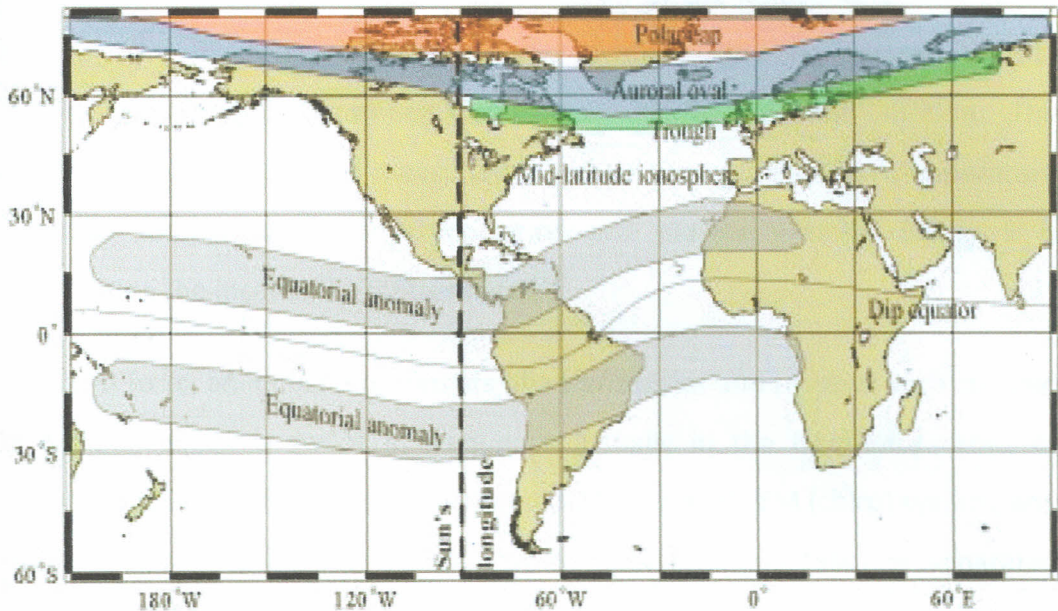 Polar cap
60°N
Auroral oval
Trough
Mid-latitude ionosphere
30°N
Equatorial anomaly
Dip equator
0°
Equatorial anomaly
30°S
Sun's
longitude
60°S
180°W
120°W
60°W
0°
60°E